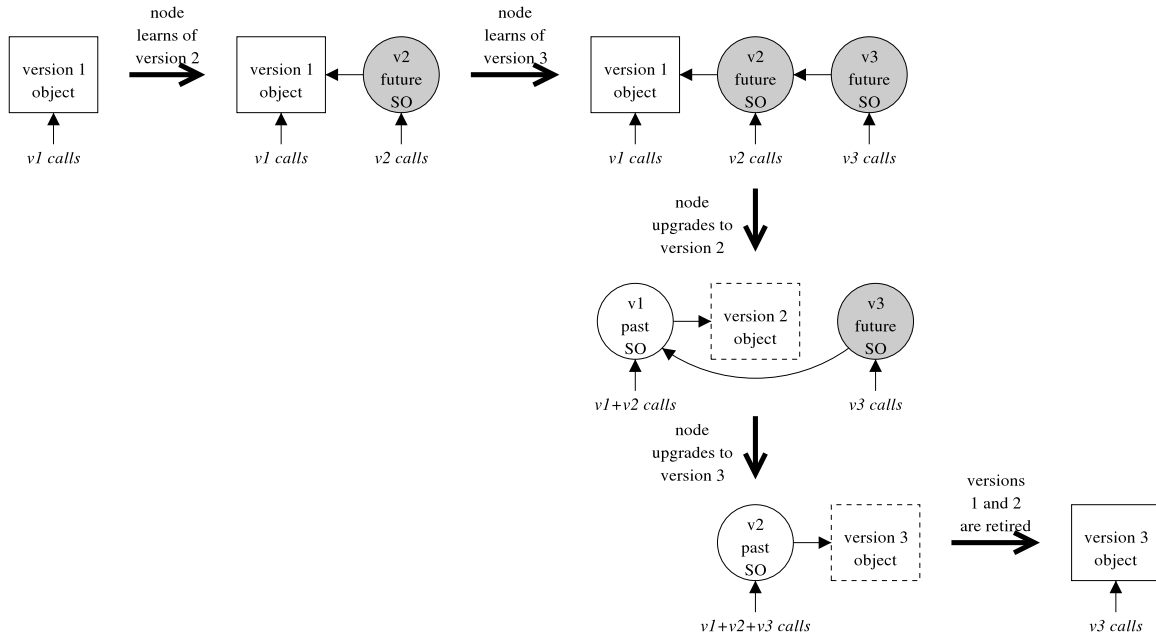 node
learns of
version 2
node
learns of
version 3
version 1
object
version 1
object
v2
future
SO
version 1
object
v2
future
SO
v3
future
SO
v1 calls
v1 calls
v2 calls
v1 calls
v2 calls
v3 calls
node
upgrades to
version 2
v1
past
SO
version 2
object
v3
future
SO
v1+v2 calls
v3 calls
node
upgrades to
version 3
v2
past
SO
version 3
object
versions
1 and 2
are retired
version 3
object
v1+v2+v3 calls
v3 calls